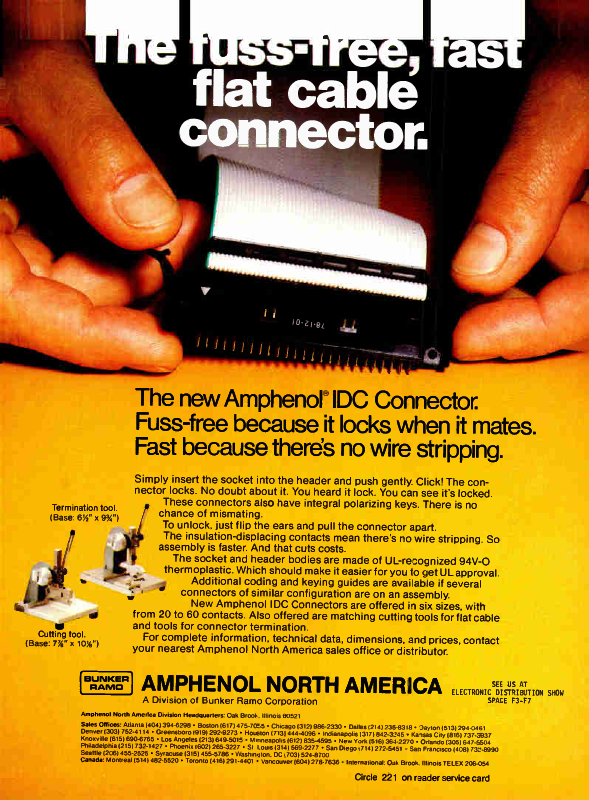 The fuss-free, fast
flat cable
connector.
78-12-01
The new Amphenol® IDC Connector.
Fuss-free because it locks when it mates.
Fast because there's no wire stripping.
Simply insert the socket into the header and push gently. Click! The con-
nector locks. No doubt about it. You heard it lock. You can see it's locked.
These connectors also have integral polarizing keys. There is no
chance of mismating.
To unlock, just flip the ears and pull the connector apart.
The insulation-displacing contacts mean there's no wire stripping. So
assembly is faster. And that cuts costs.
The socket and header bodies are made of UL-recognized 94V-O
thermoplastic. Which should make it easier for you to get UL approval.
Additional coding and keying guides are available if several
connectors of similar configuration are on an assembly.
New Amphenol IDC Connectors are offered in six sizes, with
from 20 to 60 contacts. Also offered are matching cutting tools for flat cable
and tools for connector termination.
For complete information, technical data, dimensions, and prices, contact
your nearest Amphenol North America sales office or distributor.
Termination tool.
(Base: 6½" x 9¾")
Cutting tool.
(Base: 7⅞" x 10⅛")
BUNKER
RAMO
AMPHENOL NORTH AMERICA
A Division of Bunker Ramo Corporation
SEE US AT
ELECTRONIC DISTRIBUTION SHOW
SPACE F3-F7
Amphenol North America Division Headquarters: Oak Brook, Illinois 60521
Sales Offices: Atlanta (404) 394-6298 • Boston (617) 475-7055 • Chicago (312) 986-2330 • Dallas (214) 235-8318 • Dayton (513) 294-0461
Denver (303) 752-4114 • Greensboro (919) 292-9273 • Houston (713) 444-4096 • Indianapolis (317) 842-3245 • Kansas City (816) 737-3937
Knoxville (615) 690-6765 • Los Angeles (213) 649-5015 • Minneapolis (612) 835-4595 • New York (516) 364-2270 • Orlando (305) 647-5504
Philadelphia (215) 732-1427 • Phoenix (602) 265-3227 • St. Louis (314) 569-2277 • San Diego (714) 272-5451 • San Francisco (408) 732-8990
Seattle (206) 455-2525 • Syracuse (315) 455-5786 • Washington, DC (703) 524-8700
Canada: Montreal (514) 482-5520 • Toronto (416) 291-4401 • Vancouver (604) 278-7636 • International: Oak Brook, Illinois TELEX 206-054
Circle 221 on reader service card